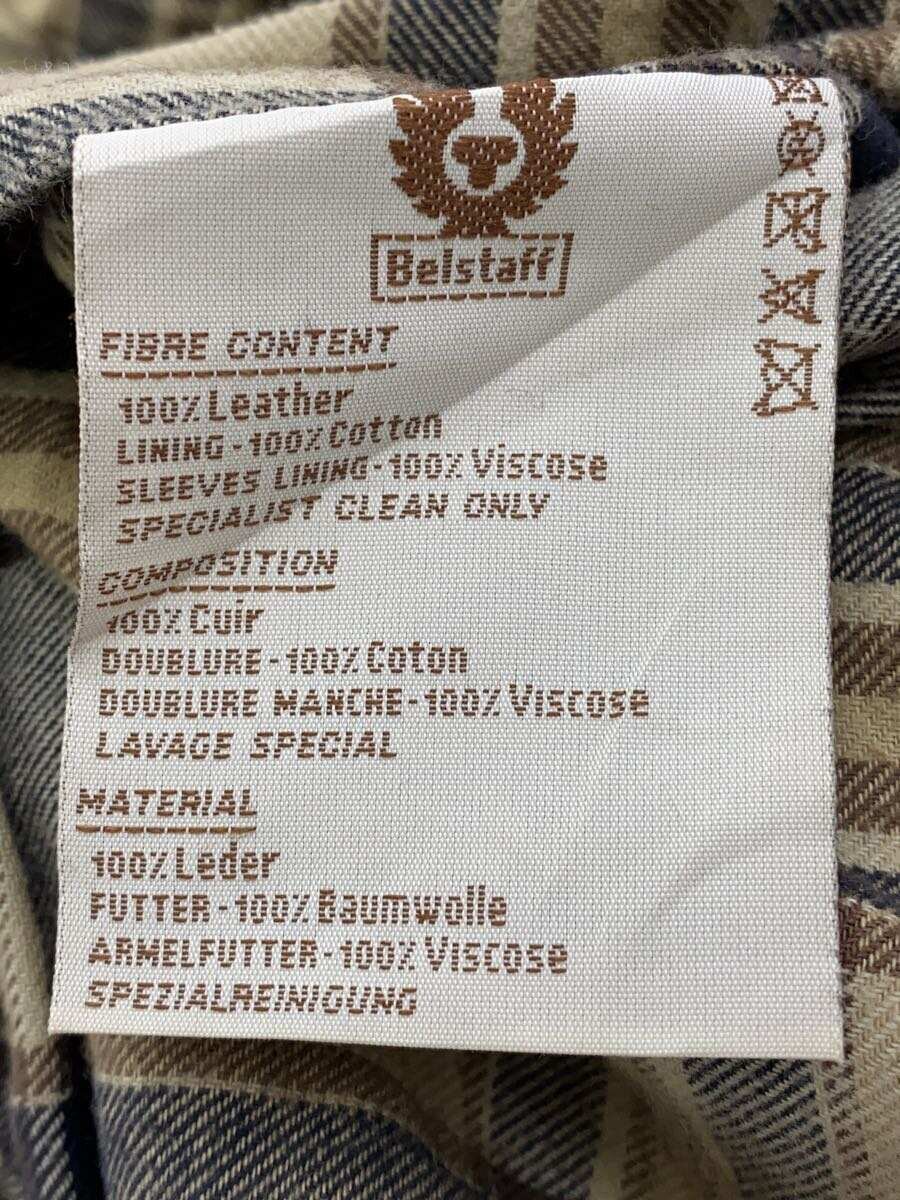 Belstaff
FIBRE CONTENT
100% Leather
LINING-100% Cotton
SLEEVES LINING-100% Viscose
SPECIALIST CLEAN ONLY
COMPOSITION
100% Cuir
DOUBLURE-100% Coton
DOUBLURE MANCHE-100% Viscose
LAVAGE SPECIAL
MATERIAL
100% Leder
FUTTER-100% Baumwolle
ARMELFUTTER-100% Viscose
SPEZIALREINIGUNG